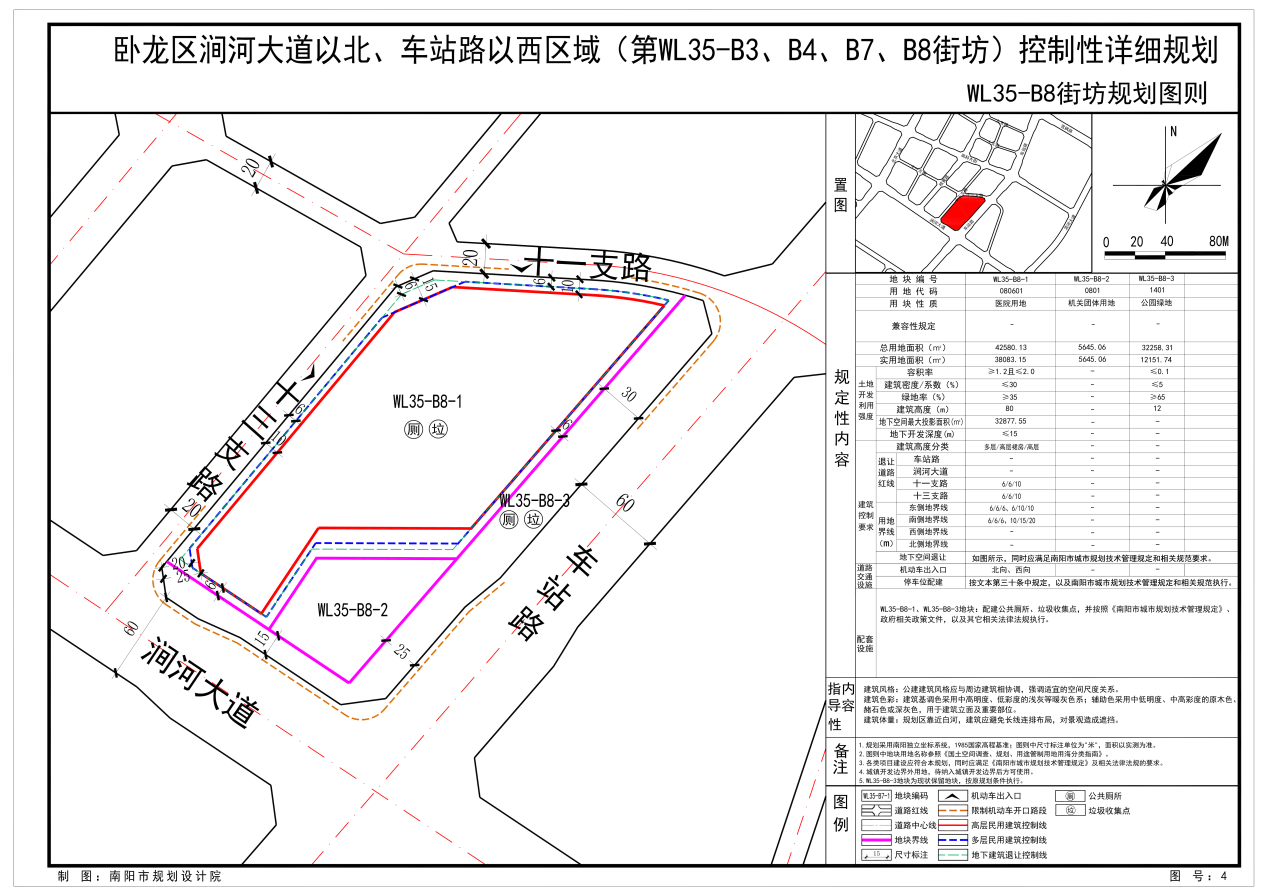 卧龙区涧河大道以北、车站路以西区域（第WL35-B3、B4、B7、B8街坊）控制性详细规划
WL35-B8街坊规划图则
20
20
十一支路
6
15
6
10
30
WL35-B8-1
厕 垃
6
10
十三支路
6
WL35-B8-3
厕 垃
60
20
20
25
6
车站路
WL35-B8-2
15
25
60
涧河大道
置图
N
0 20 40 80M
规定性内容
地块编号 WL35-B8-1 WL35-B8-2 WL35-B8-3
用地代码 080601 0801 1401
用块性质 医院用地 机关团体用地 公园绿地
兼容性规定 - - -
总用地面积（㎡） 42580.13 5645.06 32258.31
实用地面积（㎡） 38083.15 5645.06 12151.74
土地开发利用强度
容积率 ≥1.2且≤2.0 - ≤0.1
建筑密度/系数（%） ≤30 - ≤5
绿地率（%） ≥35 - ≥65
建筑高度（m） 80 - 12
地下空间最大投影面积(㎡) 32877.55 - -
地下开发深度(m) ≤15 - -
建筑控制要求
建筑高度分类 多层/高层裙房/高层 - -
退让道路红线
车站路 - - -
涧河大道 - - -
十一支路 6/6/10 - -
十三支路 6/6/10 - -
用地界线(m)
东侧地界线 6/6/6、6/10/10 - -
南侧地界线 6/6/6、10/15/20 - -
西侧地界线 - - -
北侧地界线 - - -
地下空间退让 如图所示，同时应满足南阳市城市规划技术管理规定和相关规范要求。
道路交通设施
机动车出入口 北向、西向 - -
停车位配建 按文本第三十条中规定，以及南阳市城市规划技术管理规定和相关规范执行。
配套设施
WL35-B8-1、WL35-B8-3地块：配建公共厕所、垃圾收集点，并按照《南阳市城市规划技术管理规定》、
政府相关政策文件，以及其它相关法律法规执行。
指导性内容
建筑风格：公建建筑风格应与周边建筑相协调，强调适宜的空间尺度关系。
建筑色彩：建筑基调色采用中高明度、低彩度的浅灰等暖灰色系；辅助色采用中低明度、中高彩度的原木色、
赭石色或深灰色，用于建筑立面及重要部位。
建筑体量：规划区靠近白河，建筑应避免长线连排布局，对景观造成遮挡。
备注
1.规划采用南阳独立坐标系统，1985国家高程基准；图则中尺寸标注单位为"米"，面积以实测为准。
2.图则中地块用地名称参照《国土空间调查、规划、用途管制用地用海分类指南》。
3.各类项目建设应符合本规划，同时应满足《南阳市城市规划技术管理规定》及相关法律法规的要求。
4.城镇开发边界外用地，待纳入城镇开发边界后方可使用。
5.WL35-B8-3地块为现状保留地块，按原规划条件执行。
图例
WL35-B7-1 地块编码 机动车出入口 厕 公共厕所
道路红线 限制机动车开口路段 垃 垃圾收集点
道路中心线 高层民用建筑控制线
地块界线 多层民用建筑控制线
15 尺寸标注 地下建筑退让控制线
制 图：南阳市规划设计院
图 号：4